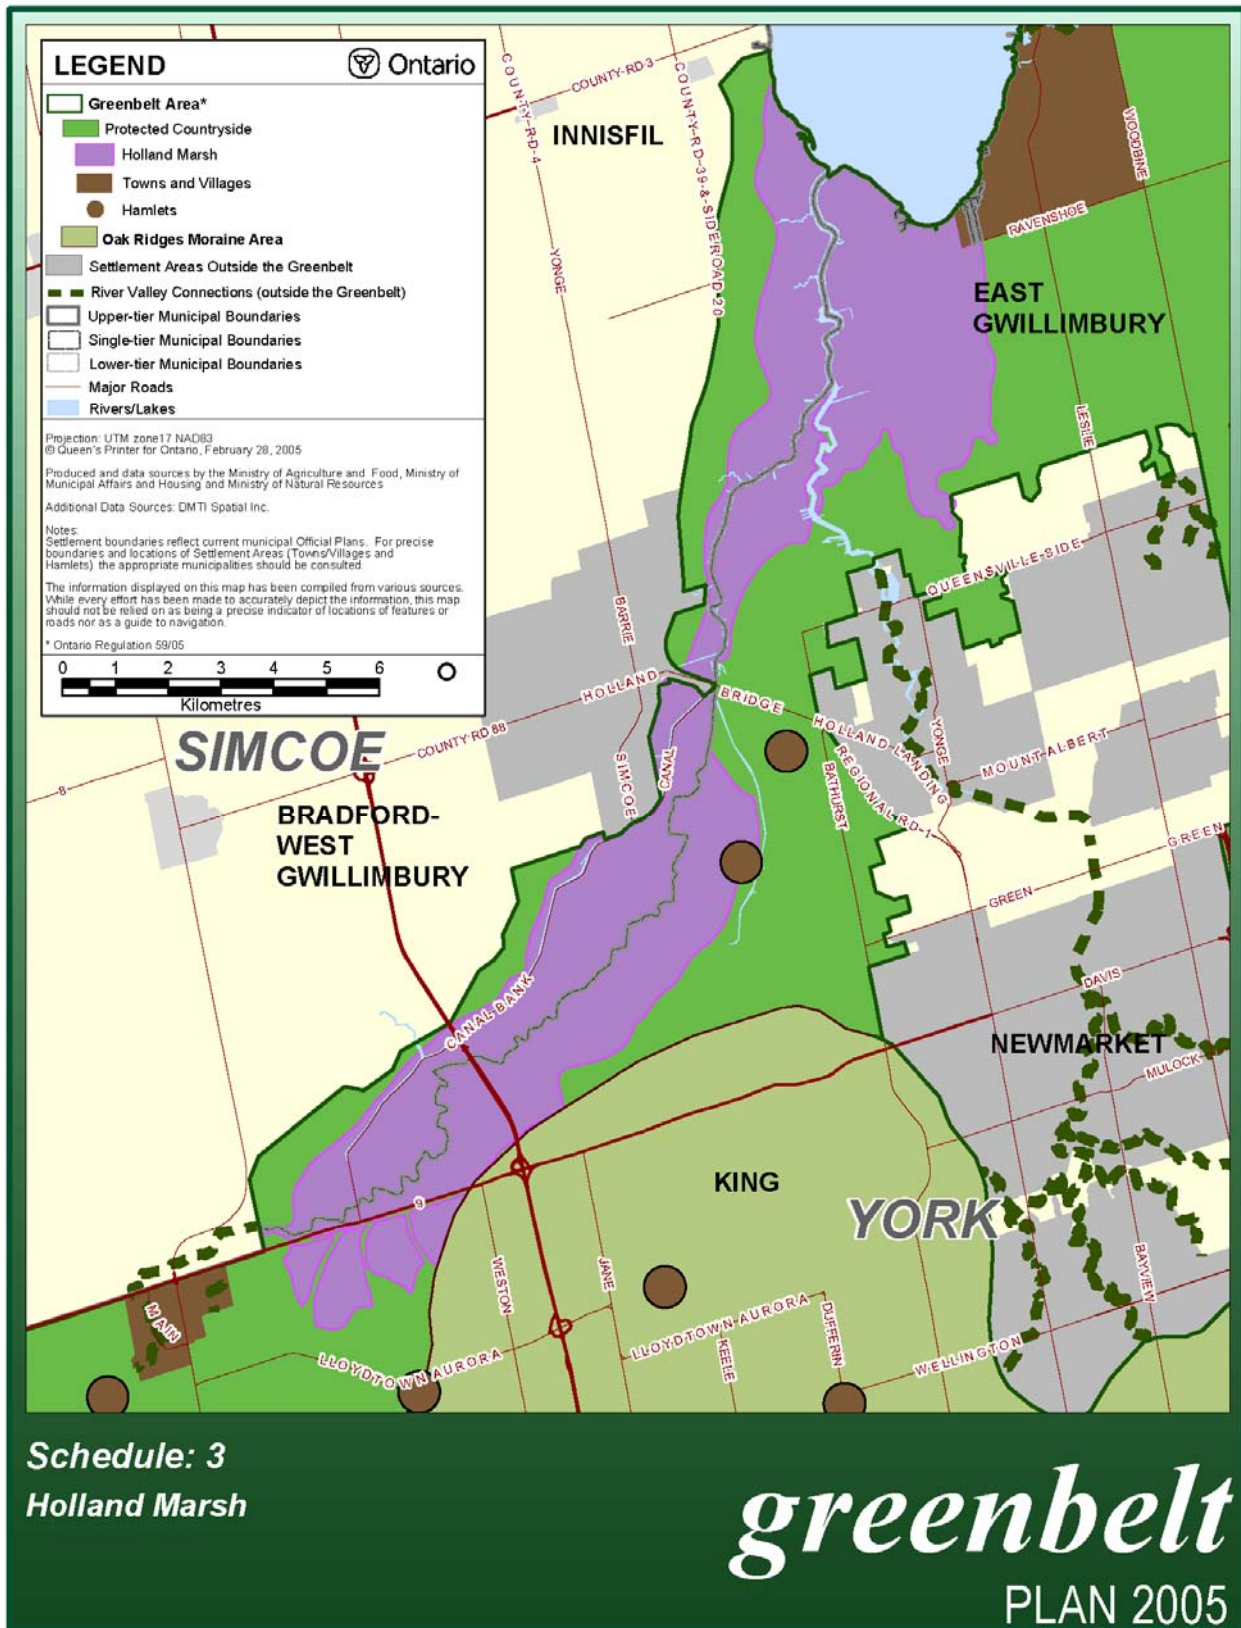 LEGEND
Ontario
Greenbelt Area*
Protected Countryside
Holland Marsh
Towns and Villages
Hamlets
Oak Ridges Moraine Area
Settlement Areas Outside the Greenbelt
River Valley Connections (outside the Greenbelt)
Upper-tier Municipal Boundaries
Single-tier Municipal Boundaries
Lower-tier Municipal Boundaries
Major Roads
Rivers/Lakes
Projection: UTM zone17 NAD83
© Queen's Printer for Ontario, February 28, 2005
Produced and data sources by the Ministry of Agriculture and Food, Ministry of
Municipal Affairs and Housing and Ministry of Natural Resources
Additional Data Sources: DMTI Spatial Inc.
Notes:
Settlement boundaries reflect current municipal Official Plans. For precise
boundaries and locations of Settlement Areas (Towns/Villages and
Hamlets) the appropriate municipalities should be consulted.
The information displayed on this map has been compiled from various sources.
While every effort has been made to accurately depict the information, this map
should not be relied on as being a precise indicator of locations of features or
roads nor as a guide to navigation.
* Ontario Regulation 59/05
0 1 2 3 4 5 6
Kilometres
COUNTY-RD-4
COUNTY-RD-3
COUNTY-RD-39-&-SIDEROAD-20
INNISFIL
YONGE
WOODBINE
RAVENSHOE
EAST
GWILLIMBURY
LESLIE
QUEENSVILLE-SIDE
BARRIE
HOLLAND
BRIDGE
HOLLAND LANDING
YONGE
MOUNT ALBERT
COUNTY RD 88
SIMCOE
CANAL
REGIONAL RD-1
BATHURST
SIMCOE
8
BRADFORD-
WEST
GWILLIMBURY
GREEN
GREEN
CANAL BANK
DAVIS
NEWMARKET
MULOCK
KING
YORK
9
WESTON
JANE
MAIN
LLOYDTOWN AURORA
LLOYDTOWN AURORA
KEELE
DUFFERIN
WELLINGTON
BAYVIEW
Schedule: 3
Holland Marsh
greenbelt
PLAN 2005